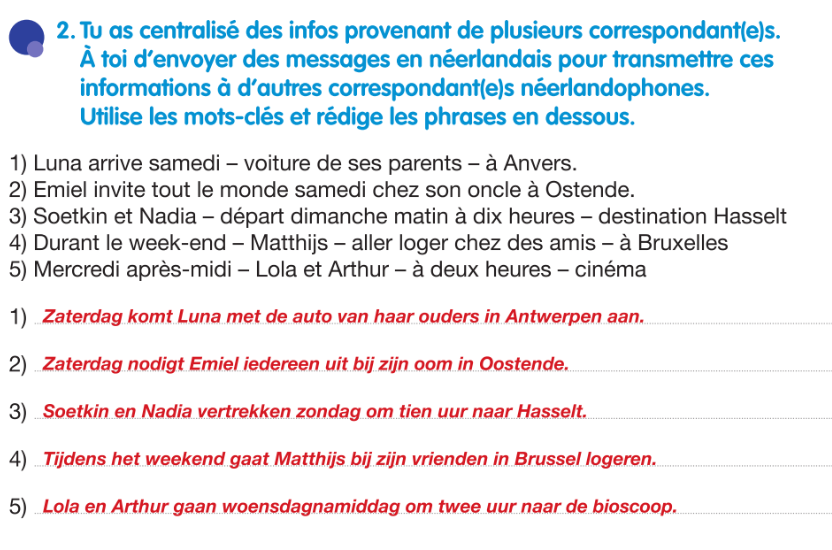 2. Tu as centralisé des infos provenant de plusieurs correspondant(e)s.
À toi d'envoyer des messages en néerlandais pour transmettre ces
informations à d'autres correspondant(e)s néerlandophones.
Utilise les mots-clés et rédige les phrases en dessous.
1) Luna arrive samedi – voiture de ses parents – à Anvers.
2) Emiel invite tout le monde samedi chez son oncle à Ostende.
3) Soetkin et Nadia – départ dimanche matin à dix heures – destination Hasselt
4) Durant le week-end – Matthijs – aller loger chez des amis – à Bruxelles
5) Mercredi après-midi – Lola et Arthur – à deux heures – cinéma
1) Zaterdag komt Luna met de auto van haar ouders in Antwerpen aan.
2) Zaterdag nodigt Emiel iedereen uit bij zijn oom in Oostende.
3) Soetkin en Nadia vertrekken zondag om tien uur naar Hasselt.
4) Tijdens het weekend gaat Matthijs bij zijn vrienden in Brussel logeren.
5) Lola en Arthur gaan woensdagnamiddag om twee uur naar de bioscoop.